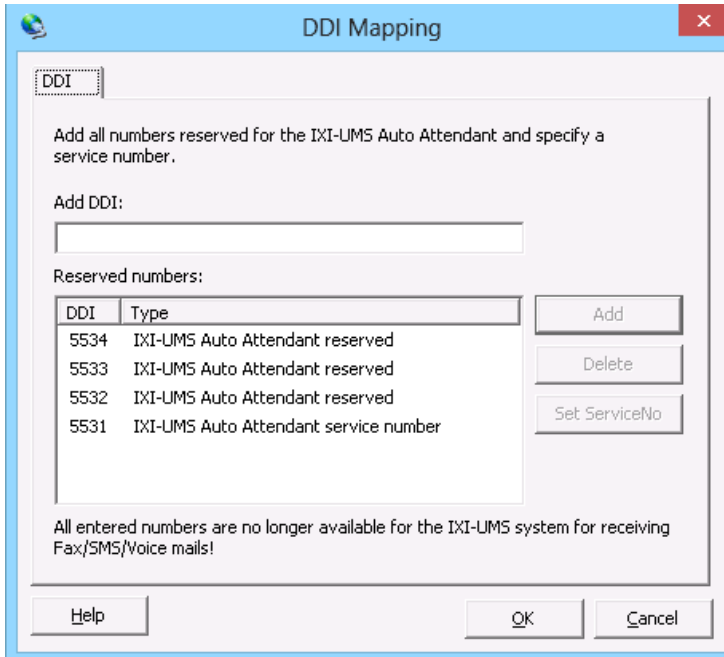 DDI Mapping
DDI
Add all numbers reserved for the IXI-UMS Auto Attendant and specify a
service number.
Add DDI:
Reserved numbers:
DDI Type
5534 IXI-UMS Auto Attendant reserved
5533 IXI-UMS Auto Attendant reserved
5532 IXI-UMS Auto Attendant reserved
5531 IXI-UMS Auto Attendant service number
Add
Delete
Set ServiceNo
All entered numbers are no longer available for the IXI-UMS system for receiving
Fax/SMS/Voice mails!
Help OK Cancel